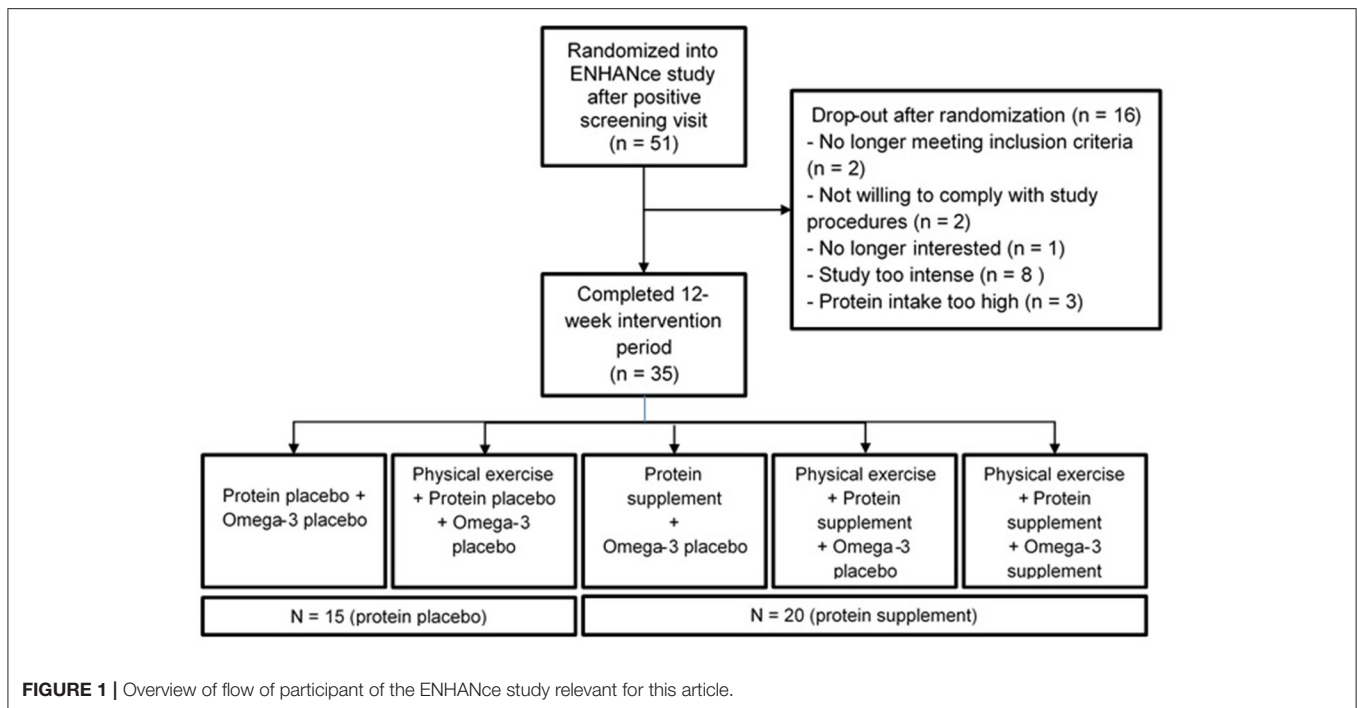 Randomized into
ENHANce study
after positive
screening visit
(n = 51)
Drop-out after randomization (n = 16)
- No longer meeting inclusion criteria
(n = 2)
- Not willing to comply with study
procedures (n = 2)
- No longer interested (n = 1)
- Study too intense (n = 8 )
- Protein intake too high (n = 3)
Completed 12-
week intervention
period
(n = 35)
Protein placebo +
Omega-3 placebo
Physical exercise
+ Protein placebo
+ Omega-3
placebo
Protein
supplement
+
Omega-3 placebo
Physical exercise
+ Protein
supplement
+ Omega-3
placebo
Physical exercise
+ Protein
supplement
+ Omega-3
supplement
N = 15 (protein placebo)
N = 20 (protein supplement)
FIGURE 1 | Overview of flow of participant of the ENHANce study relevant for this article.